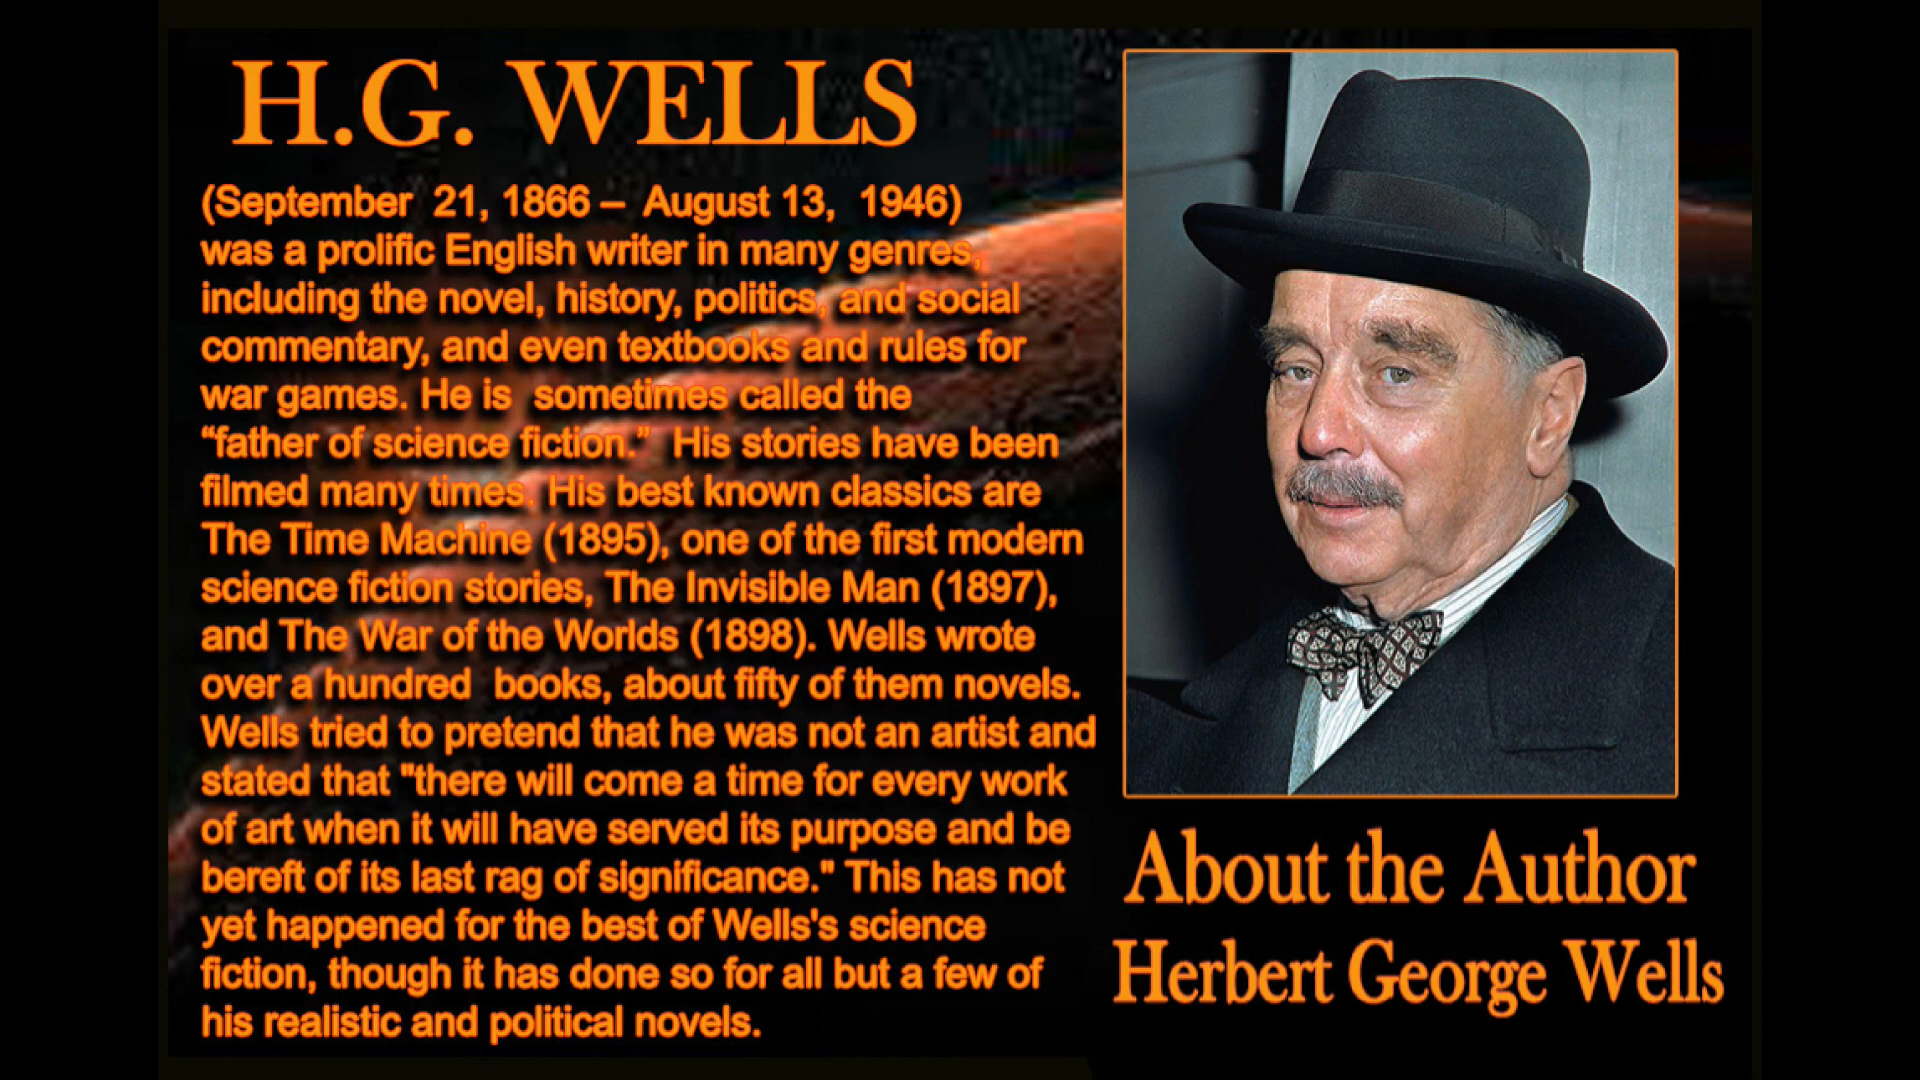 H.G. WELLS
(September 21, 1866 – August 13, 1946)
was a prolific English writer in many genres,
including the novel, history, politics, and social
commentary, and even textbooks and rules for
war games. He is sometimes called the
“father of science fiction.” His stories have been
filmed many times. His best known classics are
The Time Machine (1895), one of the first modern
science fiction stories, The Invisible Man (1897),
and The War of the Worlds (1898). Wells wrote
over a hundred books, about fifty of them novels.
Wells tried to pretend that he was not an artist and
stated that "there will come a time for every work
of art when it will have served its purpose and be
bereft of its last rag of significance." This has not
yet happened for the best of Wells's science
fiction, though it has done so for all but a few of
his realistic and political novels.
About the Author
Herbert George Wells